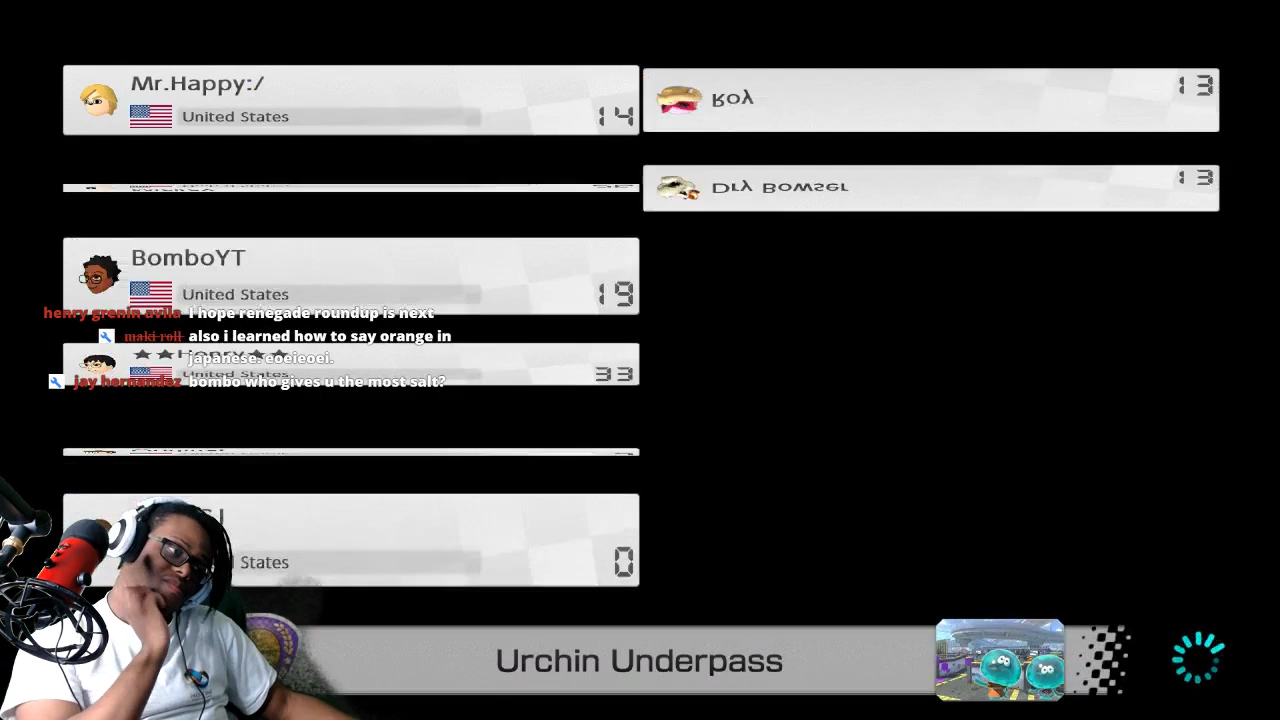 Mr.Happy:/
United States
14
Roy
13
Dry Bowser
13
BomboYT
United States
19
henry grenin avila I hope renegade roundup is next
maki roll also i learned how to say orange in
japanese. eoeieoei.
United States
33
jay hernandez bombo who gives u the most salt?
States
0
Urchin Underpass